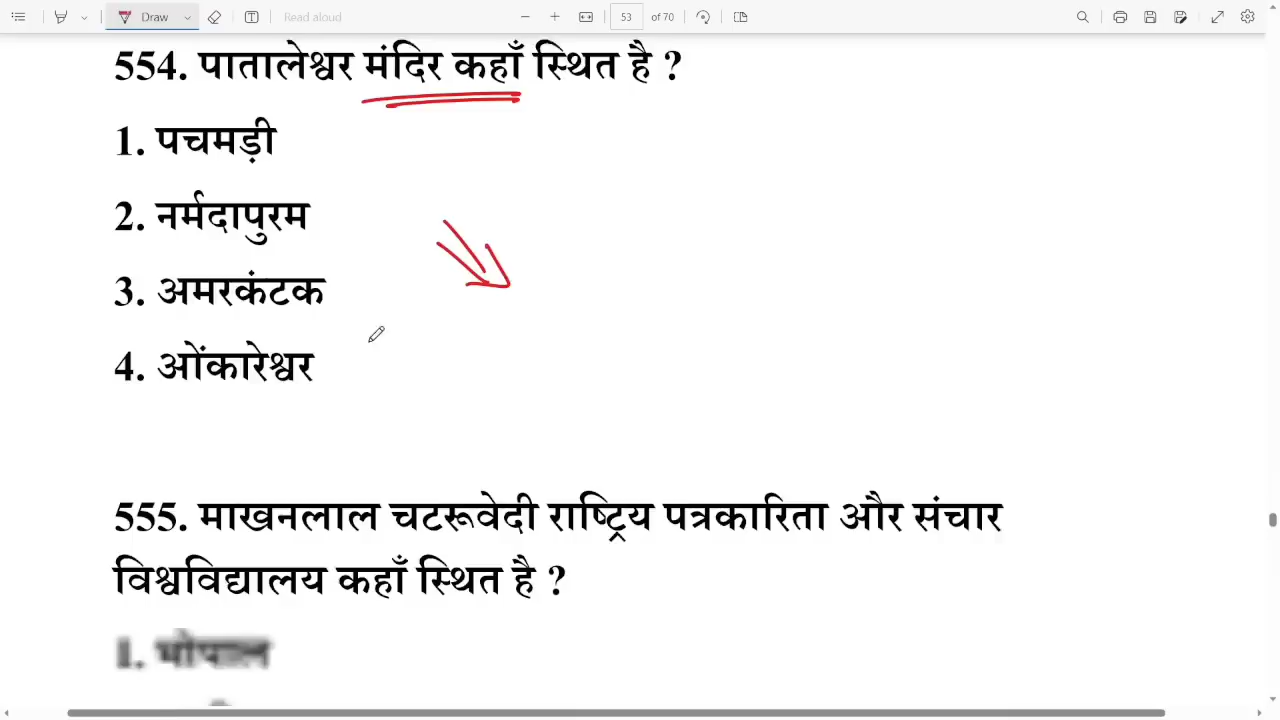 Draw
Read aloud
53 of 70
554. पातालेश्वर मंदिर कहाँ स्थित है ?
1. पचमड़ी
2. नर्मदापुरम
3. अमरकंटक
4. ओंकारेश्वर
555. माखनलाल चटरूवेदी राष्ट्रिय पत्रकारिता और संचार
विश्वविद्यालय कहाँ स्थित है ?
1. भोपाल